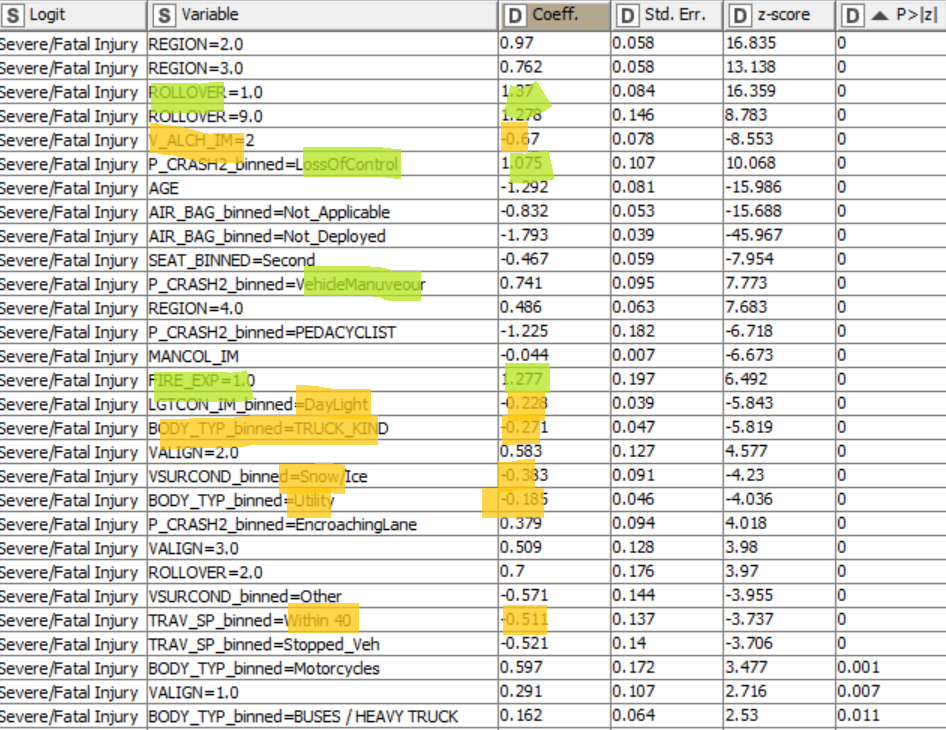 S Logit S Variable D Coeff. D Std. Err. D z-score D P>|z|
Severe/Fatal Injury REGION=2.0 0.97 0.058 16.835 0
Severe/Fatal Injury REGION=3.0 0.762 0.058 13.138 0
Severe/Fatal Injury ROLLOVER=1.0 1.37 0.084 16.359 0
Severe/Fatal Injury ROLLOVER=9.0 1.278 0.146 8.783 0
Severe/Fatal Injury V_ALCH_IM=2 -0.67 0.078 -8.553 0
Severe/Fatal Injury P_CRASH2_binned=LossOfControl 1.075 0.107 10.068 0
Severe/Fatal Injury AGE -1.292 0.081 -15.986 0
Severe/Fatal Injury AIR_BAG_binned=Not_Applicable -0.832 0.053 -15.688 0
Severe/Fatal Injury AIR_BAG_binned=Not_Deployed -1.793 0.039 -45.967 0
Severe/Fatal Injury SEAT_BINNED=Second -0.467 0.059 -7.954 0
Severe/Fatal Injury P_CRASH2_binned=VehicleManuveour 0.741 0.095 7.773 0
Severe/Fatal Injury REGION=4.0 0.486 0.063 7.683 0
Severe/Fatal Injury P_CRASH2_binned=PEDACYCLIST -1.225 0.182 -6.718 0
Severe/Fatal Injury MANCOL_IM -0.044 0.007 -6.673 0
Severe/Fatal Injury FIRE_EXP=1.0 1.277 0.197 6.492 0
Severe/Fatal Injury LGTCON_IM_binned=DayLight -0.228 0.039 -5.843 0
Severe/Fatal Injury BODY_TYP_binned=TRUCK_KIND -0.271 0.047 -5.819 0
Severe/Fatal Injury VALIGN=2.0 0.583 0.127 4.577 0
Severe/Fatal Injury VSURCOND_binned=Snow/Ice -0.383 0.091 -4.23 0
Severe/Fatal Injury BODY_TYP_binned=Utility -0.185 0.046 -4.036 0
Severe/Fatal Injury P_CRASH2_binned=EncroachingLane 0.379 0.094 4.018 0
Severe/Fatal Injury VALIGN=3.0 0.509 0.128 3.98 0
Severe/Fatal Injury ROLLOVER=2.0 0.7 0.176 3.97 0
Severe/Fatal Injury VSURCOND_binned=Other -0.571 0.144 -3.955 0
Severe/Fatal Injury TRAV_SP_binned=Within 40 -0.511 0.137 -3.737 0
Severe/Fatal Injury TRAV_SP_binned=Stopped_Veh -0.521 0.14 -3.706 0
Severe/Fatal Injury BODY_TYP_binned=Motorcycles 0.597 0.172 3.477 0.001
Severe/Fatal Injury VALIGN=1.0 0.291 0.107 2.716 0.007
Severe/Fatal Injury BODY_TYP_binned=BUSES / HEAVY TRUCK 0.162 0.064 2.53 0.011